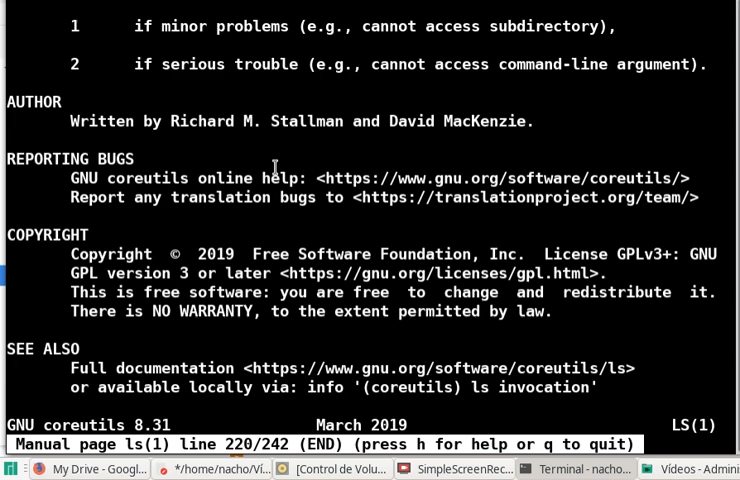 1      if minor problems (e.g., cannot access subdirectory),
2      if serious trouble (e.g., cannot access command-line argument).
AUTHOR
Written by Richard M. Stallman and David MacKenzie.
REPORTING BUGS
GNU coreutils online help: <https://www.gnu.org/software/coreutils/>
Report any translation bugs to <https://translationproject.org/team/>
COPYRIGHT
Copyright © 2019 Free Software Foundation, Inc. License GPLv3+: GNU
GPL version 3 or later <https://gnu.org/licenses/gpl.html>.
This is free software: you are free to change and redistribute it.
There is NO WARRANTY, to the extent permitted by law.
SEE ALSO
Full documentation <https://www.gnu.org/software/coreutils/ls>
or available locally via: info '(coreutils) ls invocation'
GNU coreutils 8.31      March 2019      LS(1)
Manual page ls(1) line 220/242 (END) (press h for help or q to quit)
My Drive - Googl... */home/nacho/Ví... [Control de Volu... SimpleScreenRec... Terminal - nacho... Vídeos - Adminis